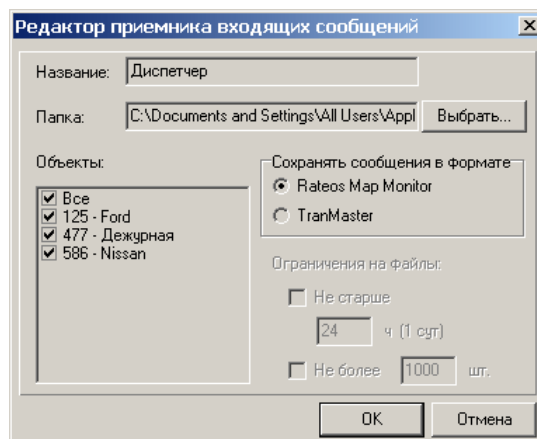 Редактор приемника входящих сообщений
Название: Диспетчер
Папка: C:\Documents and Settings\All Users\Appl Выбрать...
Объекты:
Все
125 - Ford
477 - Дежурная
586 - Nissan
Сохранять сообщения в формате
Rateos Map Monitor
TranMaster
Ограничения на файлы:
Не старше
24 ч (1 сут)
Не более 1000 шт.
OK Отмена